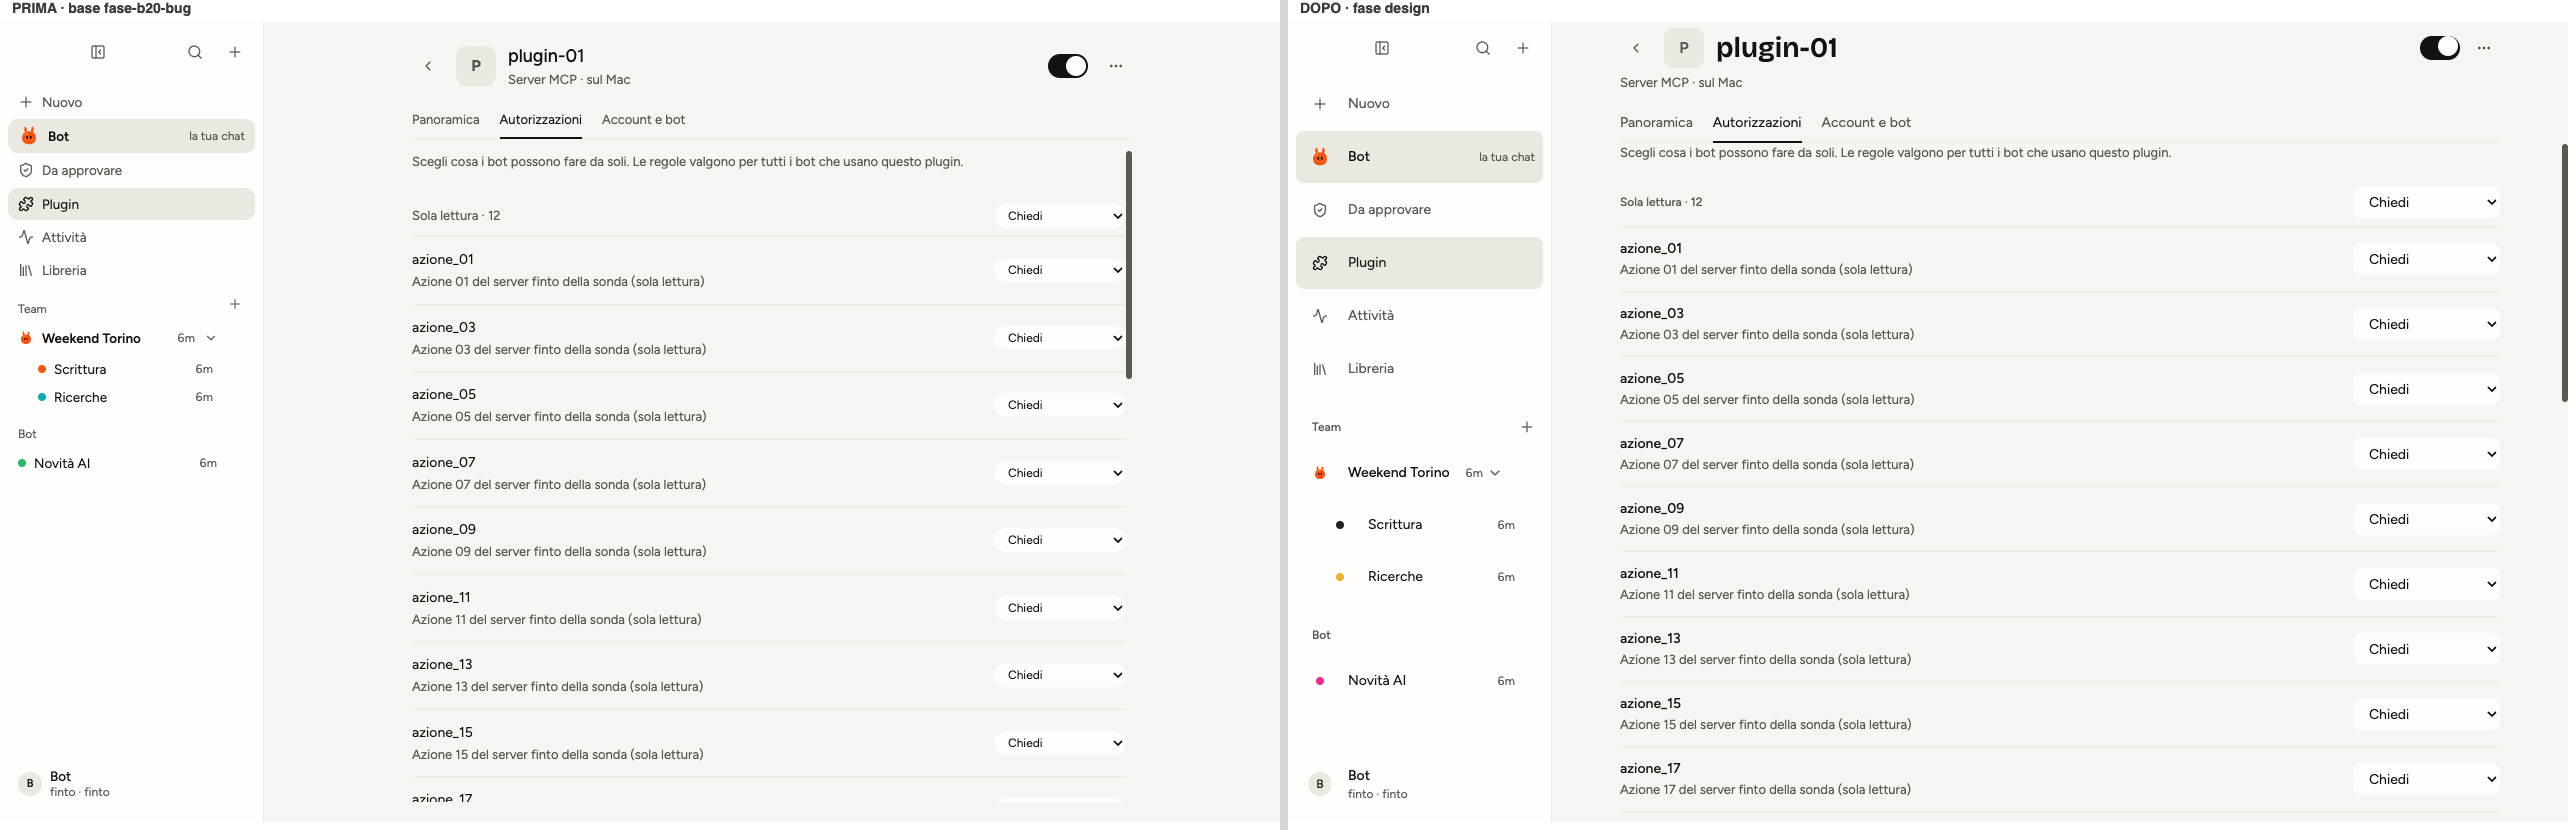 PRIMA · base fase-b20-bug
Nuovo
Bot la tua chat
Da approvare
Plugin
Attività
Libreria
Team
Weekend Torino 6m
Scrittura 6m
Ricerche 6m
Bot
Novità AI 6m
B
Bot
finto · finto
P
plugin-01
Server MCP · sul Mac
Panoramica Autorizzazioni Account e bot
Scegli cosa i bot possono fare da soli. Le regole valgono per tutti i bot che usano questo plugin.
Sola lettura · 12 Chiedi
azione_01
Azione 01 del server finto della sonda (sola lettura) Chiedi
azione_03
Azione 03 del server finto della sonda (sola lettura) Chiedi
azione_05
Azione 05 del server finto della sonda (sola lettura) Chiedi
azione_07
Azione 07 del server finto della sonda (sola lettura) Chiedi
azione_09
Azione 09 del server finto della sonda (sola lettura) Chiedi
azione_11
Azione 11 del server finto della sonda (sola lettura) Chiedi
azione_13
Azione 13 del server finto della sonda (sola lettura) Chiedi
azione_15
Azione 15 del server finto della sonda (sola lettura) Chiedi
azione_17
DOPO · fase design
Nuovo
Bot la tua chat
Da approvare
Plugin
Attività
Libreria
Team
Weekend Torino 6m
Scrittura 6m
Ricerche 6m
Bot
Novità AI 6m
B
Bot
finto · finto
P
plugin-01
Server MCP · sul Mac
Panoramica Autorizzazioni Account e bot
Scegli cosa i bot possono fare da soli. Le regole valgono per tutti i bot che usano questo plugin.
Sola lettura · 12 Chiedi
azione_01
Azione 01 del server finto della sonda (sola lettura) Chiedi
azione_03
Azione 03 del server finto della sonda (sola lettura) Chiedi
azione_05
Azione 05 del server finto della sonda (sola lettura) Chiedi
azione_07
Azione 07 del server finto della sonda (sola lettura) Chiedi
azione_09
Azione 09 del server finto della sonda (sola lettura) Chiedi
azione_11
Azione 11 del server finto della sonda (sola lettura) Chiedi
azione_13
Azione 13 del server finto della sonda (sola lettura) Chiedi
azione_15
Azione 15 del server finto della sonda (sola lettura) Chiedi
azione_17
Azione 17 del server finto della sonda (sola lettura) Chiedi